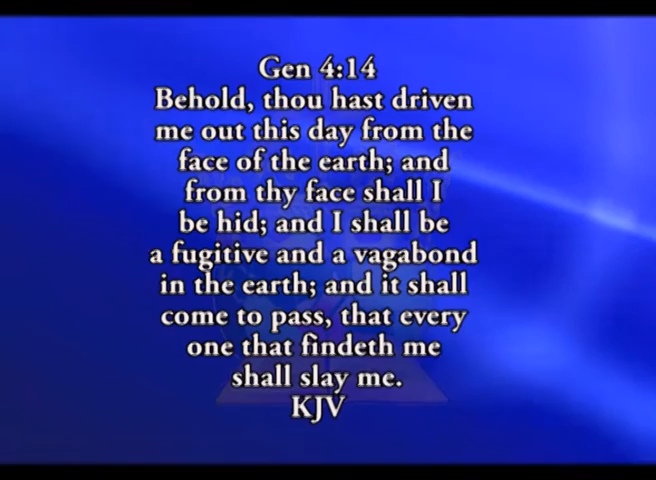 Gen 4:14
Behold, thou hast driven
me out this day from the
face of the earth; and
from thy face shall I
be hid; and I shall be
a fugitive and a vagabond
in the earth; and it shall
come to pass, that every
one that findeth me
shall slay me.
KJV